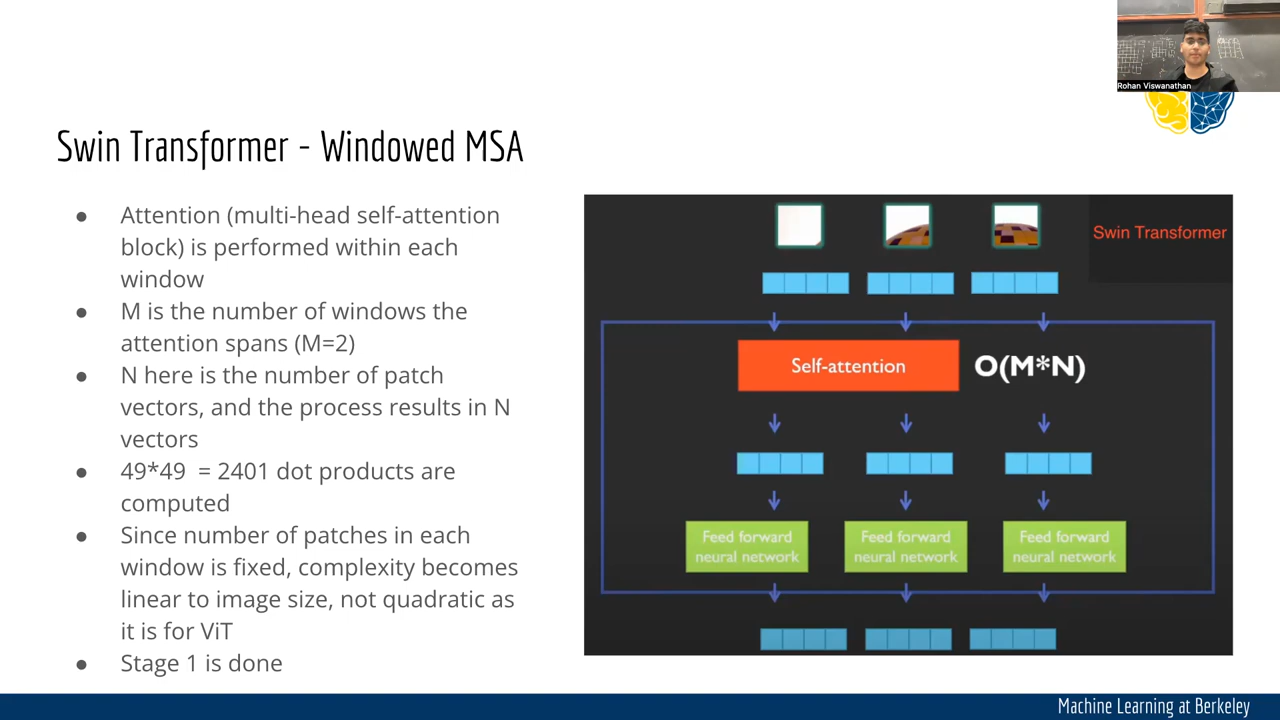 Rohan Viswanathan
Swin Transformer - Windowed MSA
● Attention (multi-head self-attention
block) is performed within each
window
● M is the number of windows the
attention spans (M=2)
● N here is the number of patch
vectors, and the process results in N
vectors
● 49*49  = 2401 dot products are
computed
● Since number of patches in each
window is fixed, complexity becomes
linear to image size, not quadratic as
it is for ViT
● Stage 1 is done
Swin Transformer
Self-attention
O(M*N)
Feed forward
neural network
Feed forward
neural network
Feed forward
neural network
Machine Learning at Berkeley